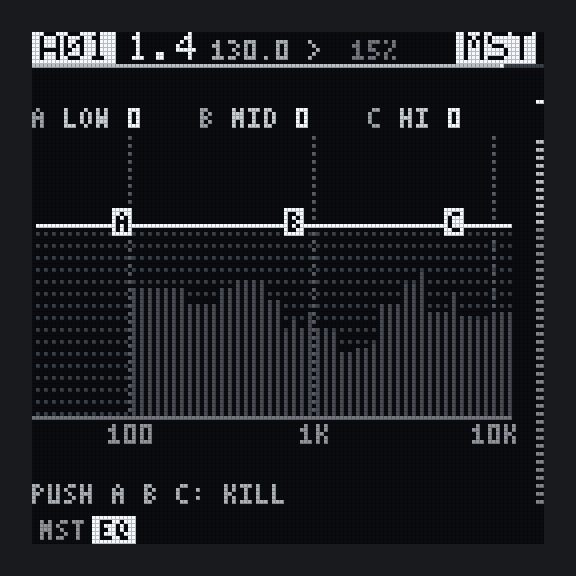 A01 1.4 130.0 > 15% MST
A LOW 0 B MID 0 C HI 0
A B C
100 1K 10K
PUSH A B C: KILL
MST EQ